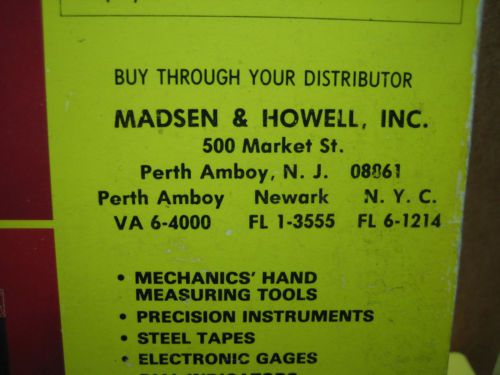 BUY THROUGH YOUR DISTRIBUTOR
MADSEN & HOWELL, INC.
500 Market St.
Perth Amboy, N. J. 08861
Perth Amboy Newark N. Y. C.
VA 6-4000 FL 1-3555 FL 6-1214
• MECHANICS' HAND
MEASURING TOOLS
• PRECISION INSTRUMENTS
• STEEL TAPES
• ELECTRONIC GAGES